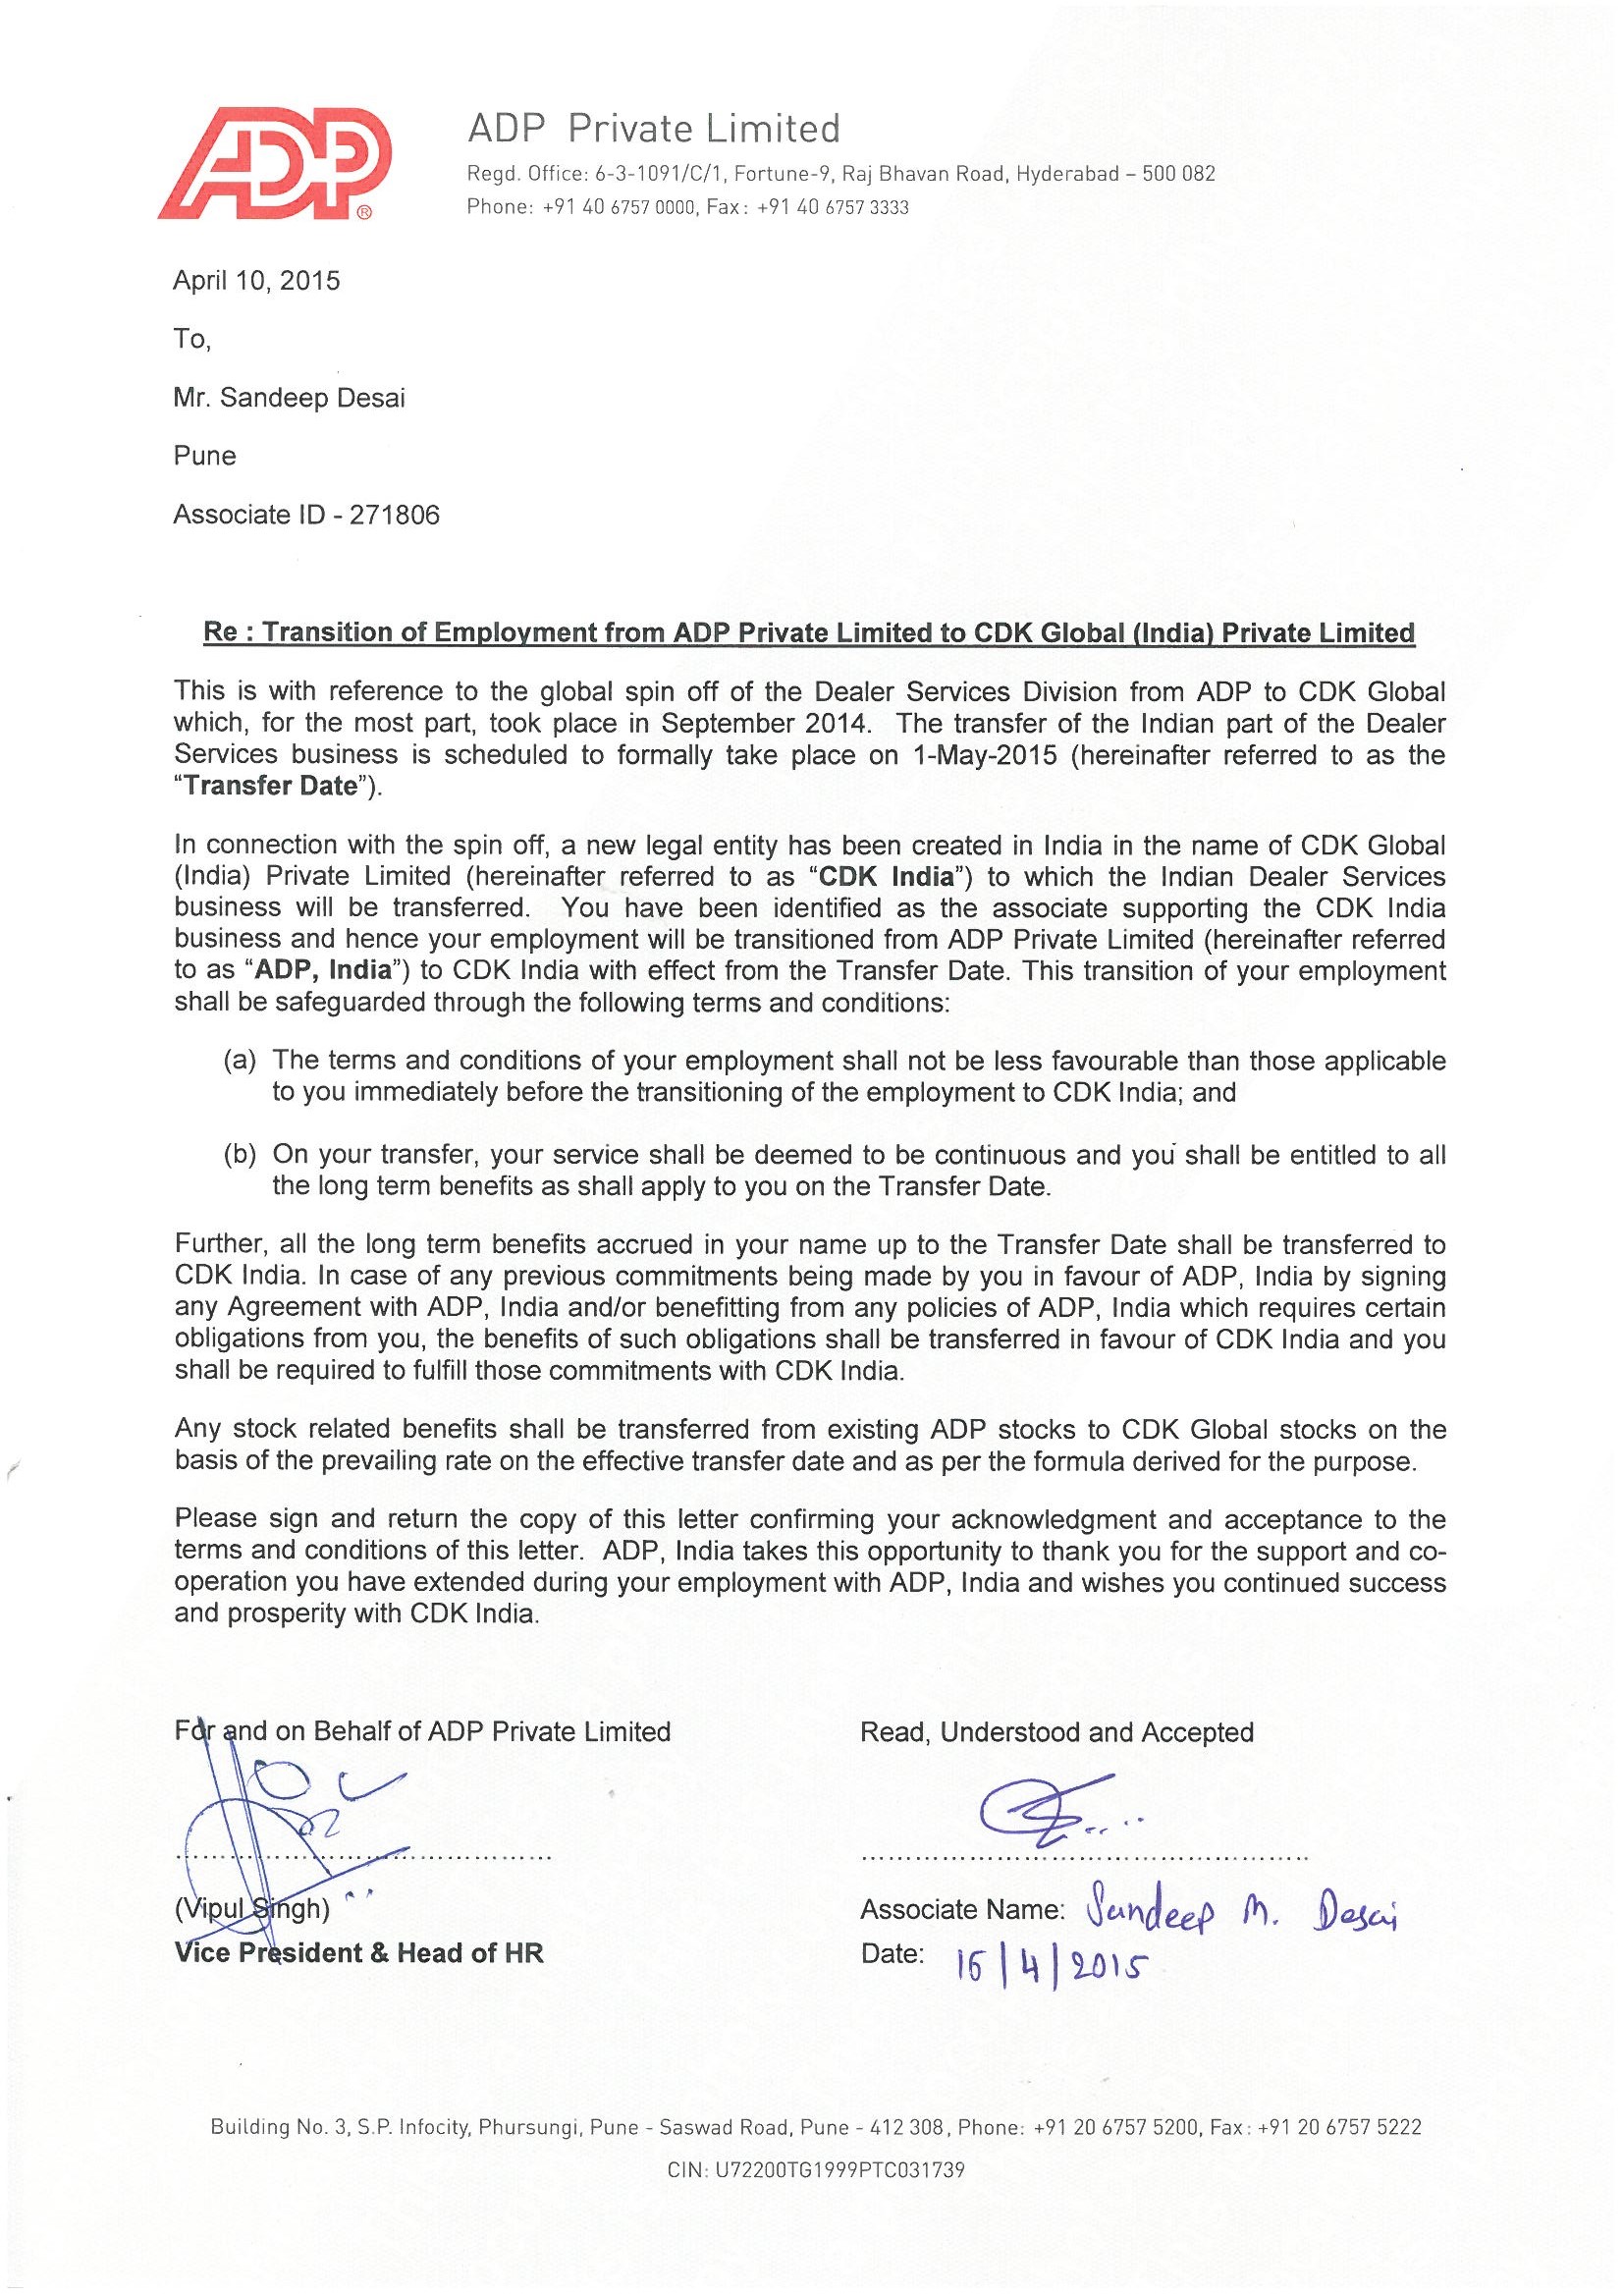 ADP®
ADP Private Limited
Regd. Office: 6-3-1091/C/1, Fortune-9, Raj Bhavan Road, Hyderabad – 500 082
Phone: +91 40 6757 0000, Fax: +91 40 6757 3333
April 10, 2015
To,
Mr. Sandeep Desai
Pune
Associate ID - 271806
Re : Transition of Employment from ADP Private Limited to CDK Global (India) Private Limited
This is with reference to the global spin off of the Dealer Services Division from ADP to CDK Global
which, for the most part, took place in September 2014. The transfer of the Indian part of the Dealer
Services business is scheduled to formally take place on 1-May-2015 (hereinafter referred to as the
“Transfer Date”).
In connection with the spin off, a new legal entity has been created in India in the name of CDK Global
(India) Private Limited (hereinafter referred to as “CDK India”) to which the Indian Dealer Services
business will be transferred. You have been identified as the associate supporting the CDK India
business and hence your employment will be transitioned from ADP Private Limited (hereinafter referred
to as “ADP, India”) to CDK India with effect from the Transfer Date. This transition of your employment
shall be safeguarded through the following terms and conditions:
(a) The terms and conditions of your employment shall not be less favourable than those applicable
to you immediately before the transitioning of the employment to CDK India; and
(b) On your transfer, your service shall be deemed to be continuous and you shall be entitled to all
the long term benefits as shall apply to you on the Transfer Date.
Further, all the long term benefits accrued in your name up to the Transfer Date shall be transferred to
CDK India. In case of any previous commitments being made by you in favour of ADP, India by signing
any Agreement with ADP, India and/or benefitting from any policies of ADP, India which requires certain
obligations from you, the benefits of such obligations shall be transferred in favour of CDK India and you
shall be required to fulfill those commitments with CDK India.
Any stock related benefits shall be transferred from existing ADP stocks to CDK Global stocks on the
basis of the prevailing rate on the effective transfer date and as per the formula derived for the purpose.
Please sign and return the copy of this letter confirming your acknowledgment and acceptance to the
terms and conditions of this letter. ADP, India takes this opportunity to thank you for the support and co-
operation you have extended during your employment with ADP, India and wishes you continued success
and prosperity with CDK India.
For and on Behalf of ADP Private Limited
(Vipul Singh)
Vice President & Head of HR
Read, Understood and Accepted
Associate Name: Sandeep M. Desai
Date: 15/4/2015
Building No. 3, S.P. Infocity, Phursungi, Pune - Saswad Road, Pune - 412 308, Phone: +91 20 6757 5200, Fax: +91 20 6757 5222
CIN: U72200TG1999PTC031739